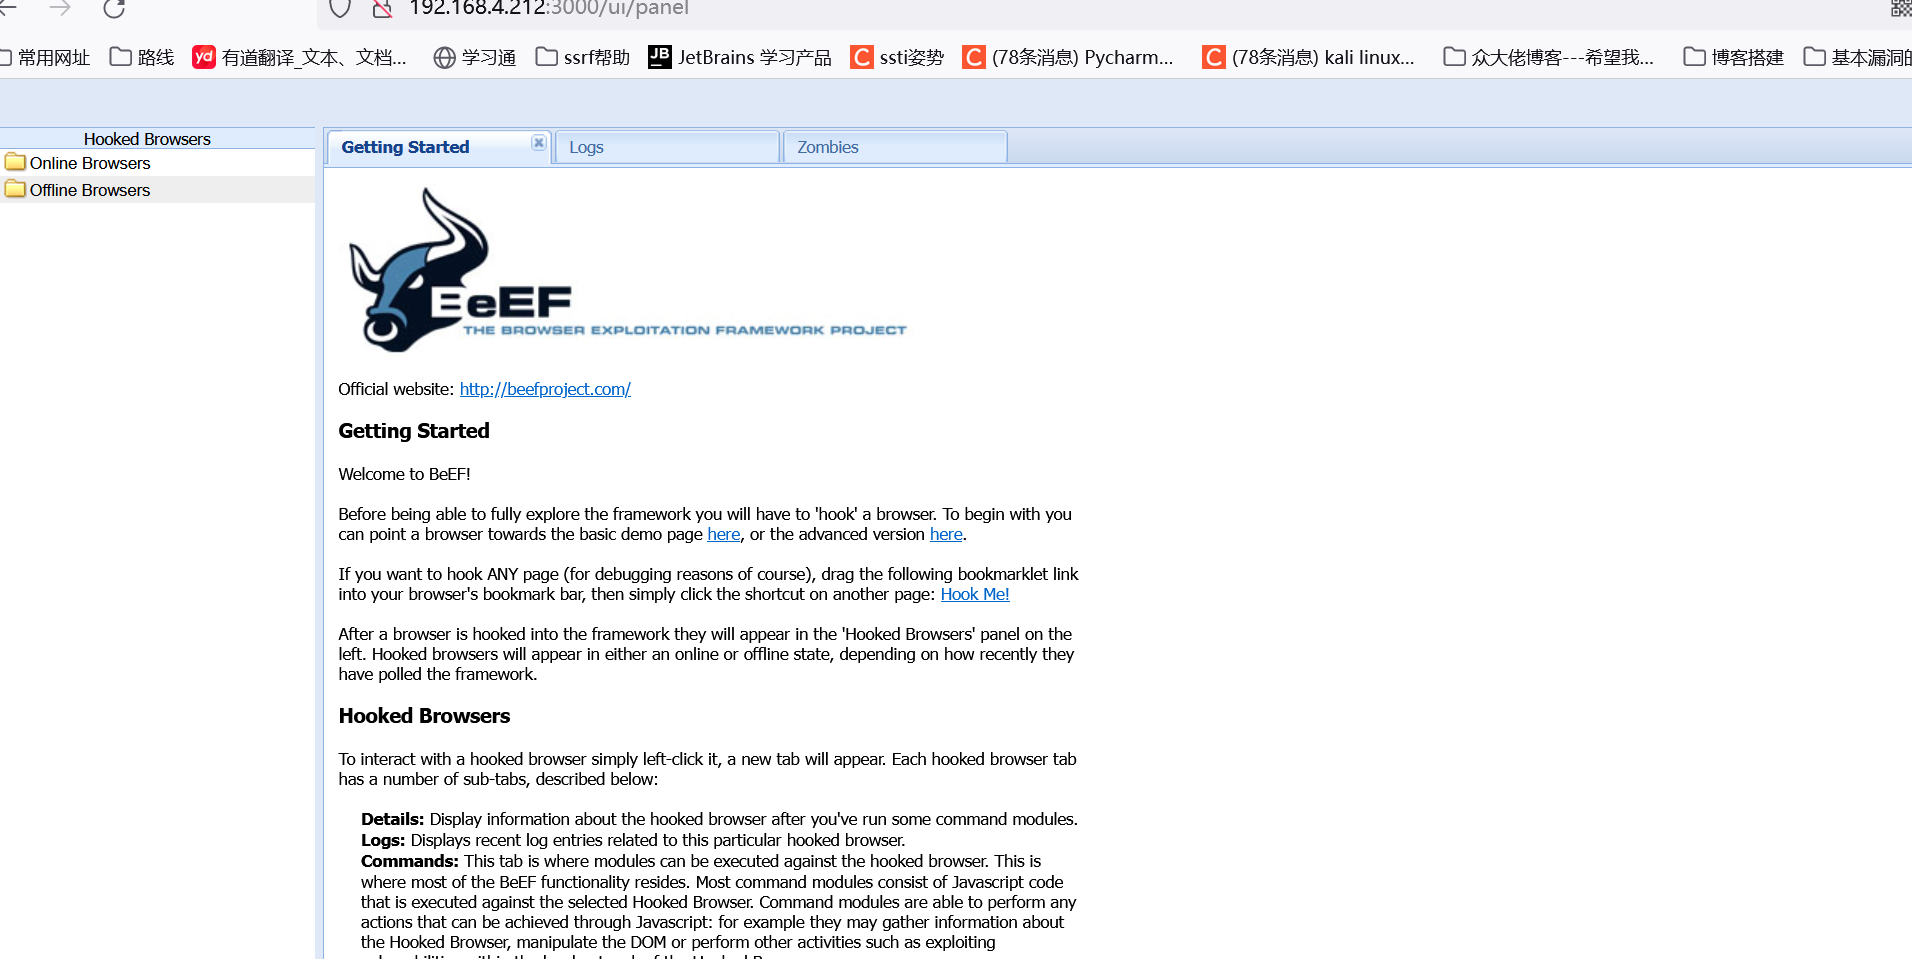 192.168.4.212:3000/ui/panel
常用网址 路线 yd 有道翻译_文本、文档... 学习通 ssrf帮助 JB JetBrains 学习产品 C ssti姿势 C (78条消息) Pycharm... C (78条消息) kali linux... 众大佬博客---希望我... 博客搭建 基本漏洞的
Hooked Browsers
Online Browsers
Offline Browsers
Getting Started Logs Zombies
BeEF
THE BROWSER EXPLOITATION FRAMEWORK PROJECT
Official website: http://beefproject.com/
Getting Started
Welcome to BeEF!
Before being able to fully explore the framework you will have to 'hook' a browser. To begin with you
can point a browser towards the basic demo page here, or the advanced version here.
If you want to hook ANY page (for debugging reasons of course), drag the following bookmarklet link
into your browser's bookmark bar, then simply click the shortcut on another page: Hook Me!
After a browser is hooked into the framework they will appear in the 'Hooked Browsers' panel on the
left. Hooked browsers will appear in either an online or offline state, depending on how recently they
have polled the framework.
Hooked Browsers
To interact with a hooked browser simply left-click it, a new tab will appear. Each hooked browser tab
has a number of sub-tabs, described below:
Details: Display information about the hooked browser after you've run some command modules.
Logs: Displays recent log entries related to this particular hooked browser.
Commands: This tab is where modules can be executed against the hooked browser. This is
where most of the BeEF functionality resides. Most command modules consist of Javascript code
that is executed against the selected Hooked Browser. Command modules are able to perform any
actions that can be achieved through Javascript: for example they may gather information about
the Hooked Browser, manipulate the DOM or perform other activities such as exploiting